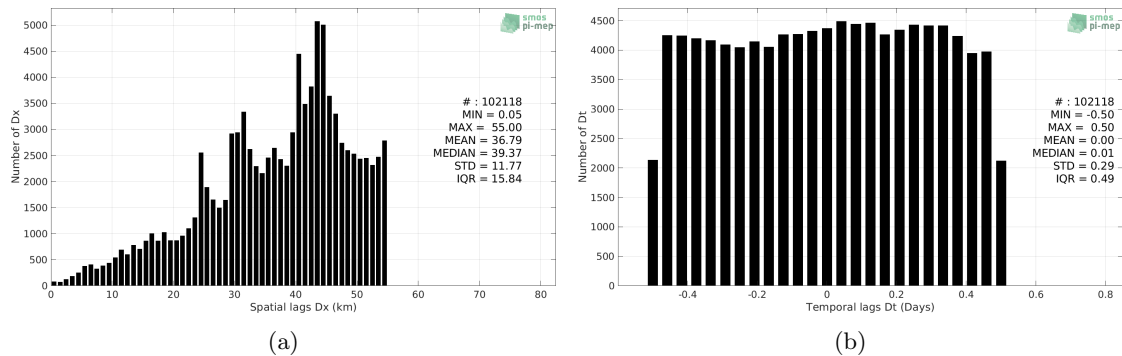 smos
pi-mep
5000
4500
4000
3500
3000
2500
2000
1500
1000
500
0
Number of Dx
# : 102118
MIN = 0.05
MAX = 55.00
MEAN = 36.79
MEDIAN = 39.37
STD = 11.77
IQR = 15.84
0 10 20 30 40 50 60 70 80
Spatial lags Dx (km)
(a)
smos
pi-mep
4500
4000
3500
3000
2500
2000
1500
1000
500
0
Number of Dt
# : 102118
MIN = -0.50
MAX = 0.50
MEAN = 0.00
MEDIAN = 0.01
STD = 0.29
IQR = 0.49
-0.4 -0.2 0 0.2 0.4 0.6 0.8
Temporal lags Dt (Days)
(b)